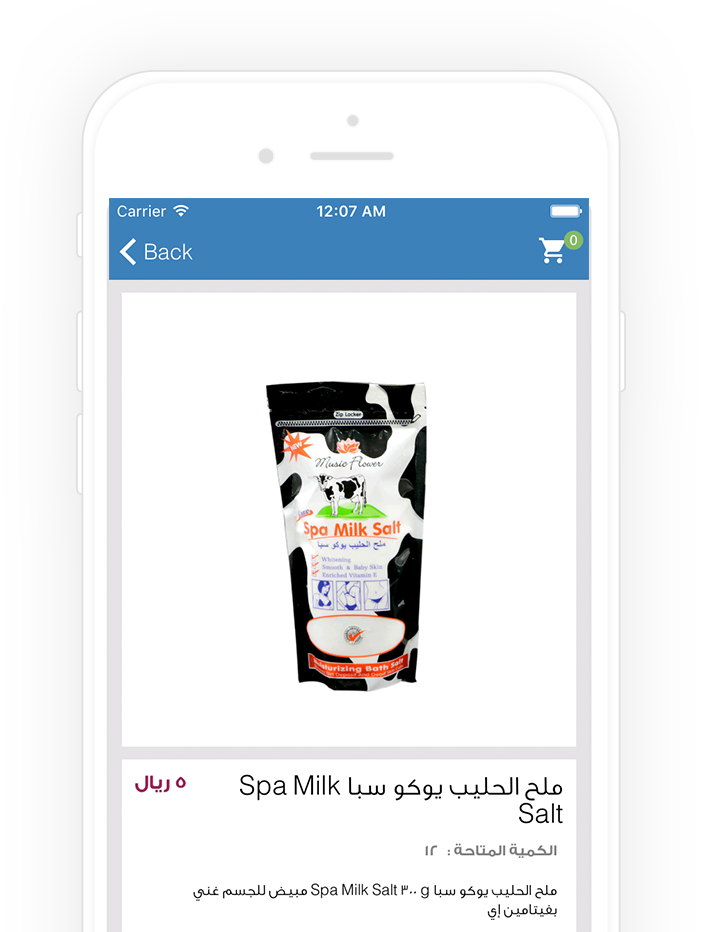 Carrier
12:07 AM
Back
0
Zip Locker
Music Flower
Spa Milk Salt
ملح الحليب يوكو سبا
Whitening
Smooth & Baby Skin
Enriched Vitamin E
Moisturizing Bath Salt
ملح الحليب يوكو سبا Spa Milk
Salt
٥ ريال
الكمية المتاحة : ١٢
ملح الحليب يوكو سبا Spa Milk Salt ٣٠٠ g مبيض للجسم غني
بفيتامين إي